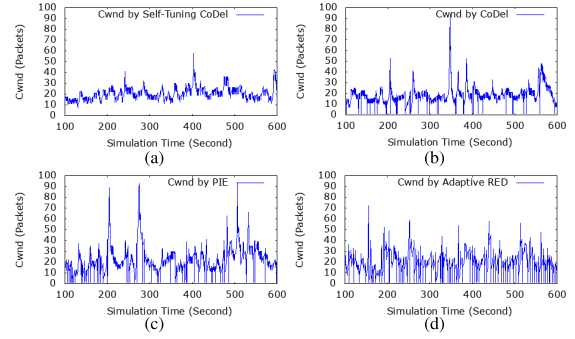 Cwnd by Self-Tuning CoDel
Cwnd (Packets)
100
90
80
70
60
50
40
30
20
10
0
100 200 300 400 500 600
Simulation Time (Second)
(a)
Cwnd by CoDel
Cwnd (Packets)
100
90
80
70
60
50
40
30
20
10
0
100 200 300 400 500 600
Simulation Time (Second)
(b)
Cwnd by PIE
Cwnd (Packets)
100
90
80
70
60
50
40
30
20
10
0
100 200 300 400 500 600
Simulation Time (Second)
(c)
Cwnd by Adaptive RED
Cwnd (Packets)
100
90
80
70
60
50
40
30
20
10
0
100 200 300 400 500 600
Simulation Time (Second)
(d)